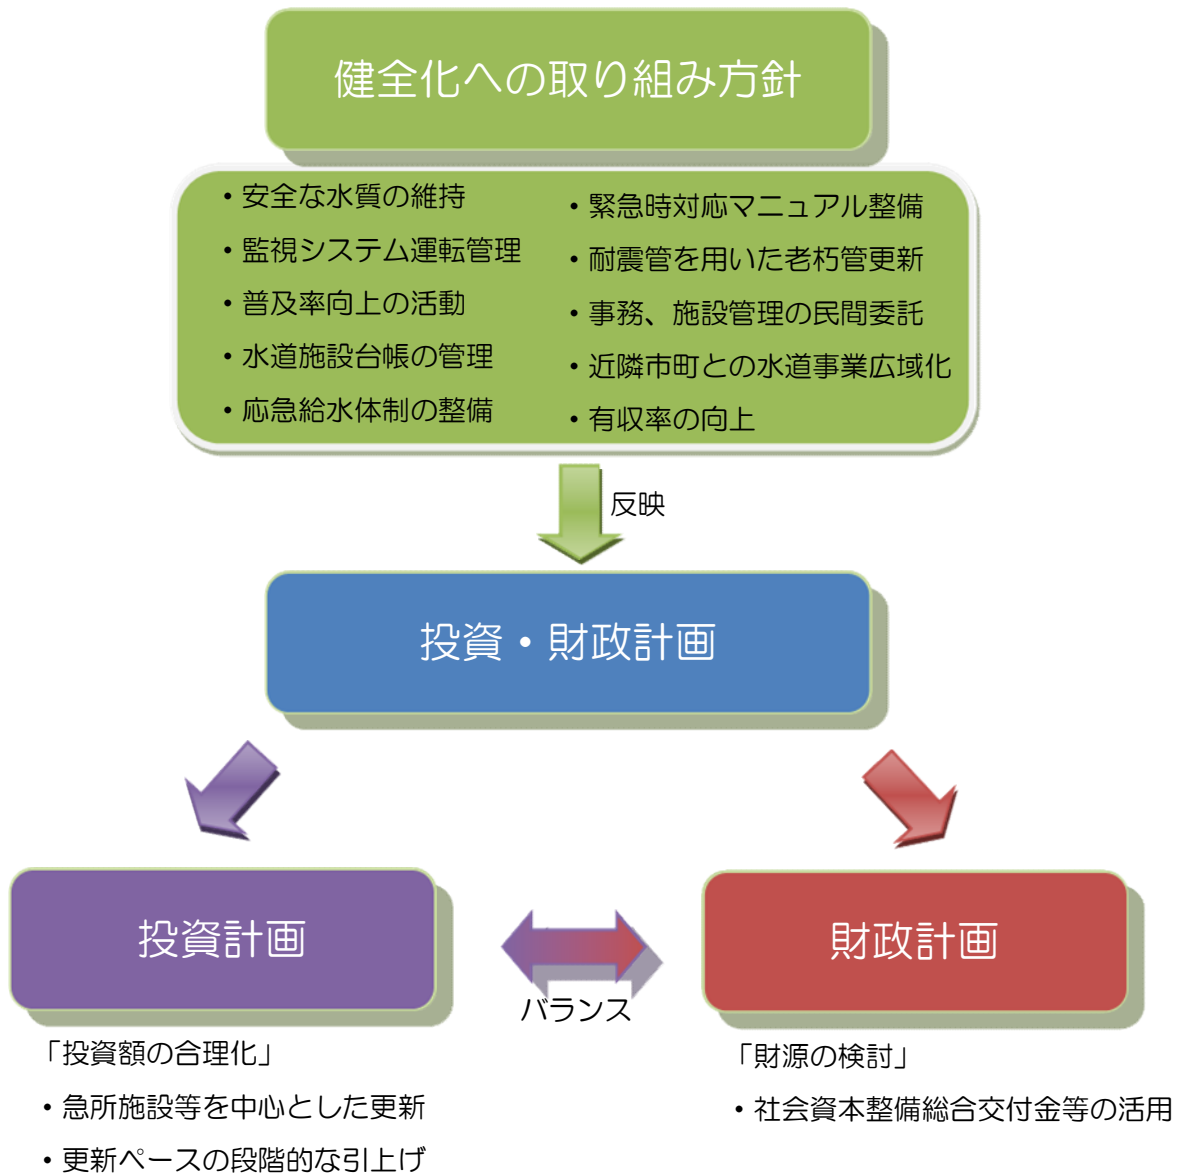 健全化への取り組み方針
・安全な水質の維持
・監視システム運転管理
・普及率向上の活動
・水道施設台帳の管理
・応急給水体制の整備
・緊急時対応マニュアル整備
・耐震管を用いた老朽管更新
・事務、施設管理の民間委託
・近隣市町との水道事業広域化
・有収率の向上
反映
投資・財政計画
投資計画
バランス
財政計画
「投資額の合理化」
・急所施設等を中心とした更新
・更新ペースの段階的な引上げ
「財源の検討」
・社会資本整備総合交付金等の活用